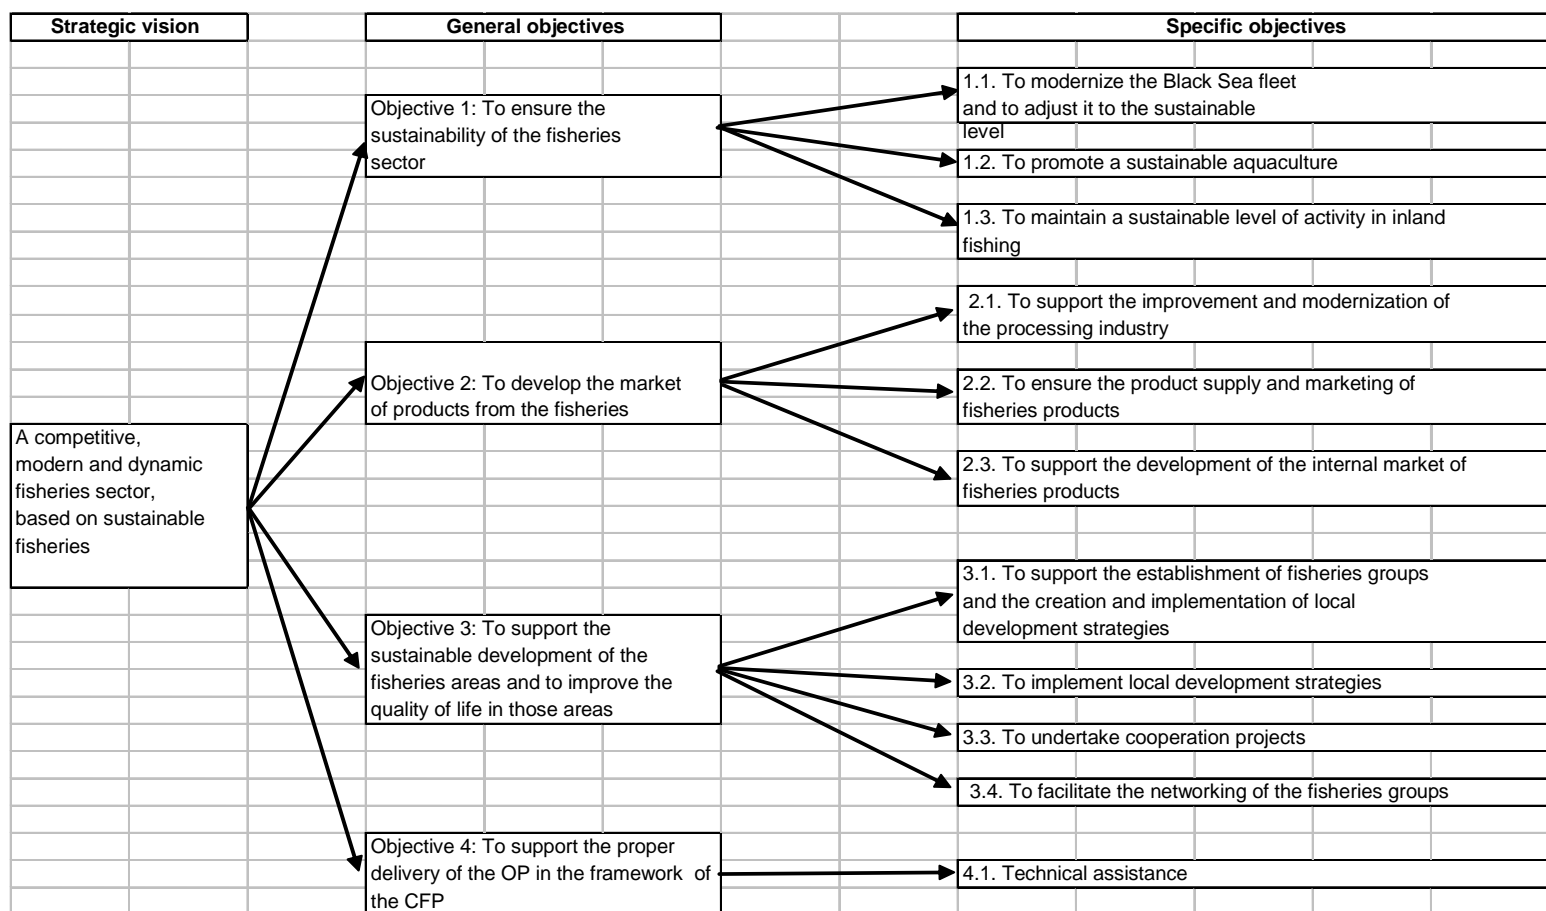 Strategic vision
General objectives
Specific objectives
A competitive,
modern and dynamic
fisheries sector,
based on sustainable
fisheries
Objective 1: To ensure the
sustainability of the fisheries
sector
1.1. To modernize the Black Sea fleet
and to adjust it to the sustainable
level
1.2. To promote a sustainable aquaculture
1.3. To maintain a sustainable level of activity in inland
fishing
Objective 2: To develop the market
of products from the fisheries
2.1. To support the improvement and modernization of
the processing industry
2.2. To ensure the product supply and marketing of
fisheries products
2.3. To support the development of the internal market of
fisheries products
Objective 3: To support the
sustainable development of the
fisheries areas and to improve the
quality of life in those areas
3.1. To support the establishment of fisheries groups
and the creation and implementation of local
development strategies
3.2. To implement local development strategies
3.3. To undertake cooperation projects
3.4. To facilitate the networking of the fisheries groups
Objective 4: To support the proper
delivery of the OP in the framework of
the CFP
4.1. Technical assistance